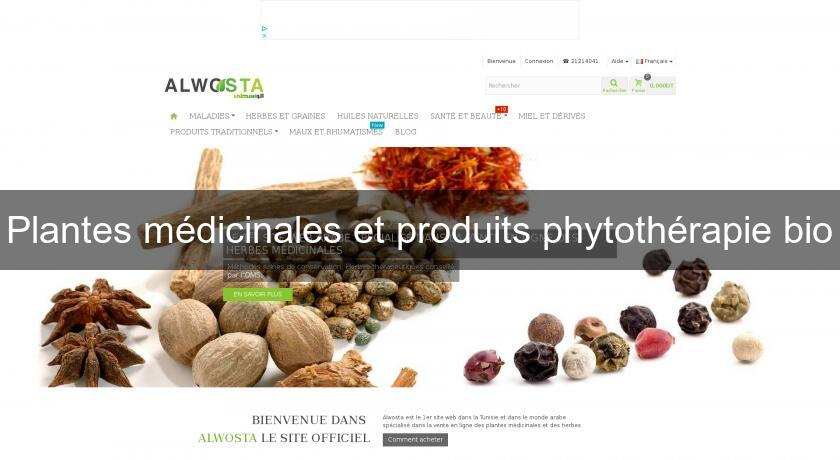 Bienvenue
Connexion
☎ 21214041
Aide
Français
ALWOSTA
Rechercher
Rechercher
Panier
0
0,000DT
MALADIES
HERBES ET GRAINES
HUILES NATURELLES
SANTÉ ET BEAUTÉ
+10
MIEL ET DÉRIVÉS
PRODUITS TRADITIONNELS
MAUX ET RHUMATISMES
New
BLOG
Plantes médicinales et produits phytothérapie bio
HERBES MÉDICINALES
Méthodes saines de conservation, Herbes thérapeutiques conseillé
par l'OMS
EN SAVOIR PLUS
BIENVENUE DANS
ALWOSTA LE SITE OFFICIEL
Alwosta est le 1er site web dans la Tunisie et dans le monde arabe
spécialisé dans la vente en ligne des plantes médicinales et des herbes
Comment acheter